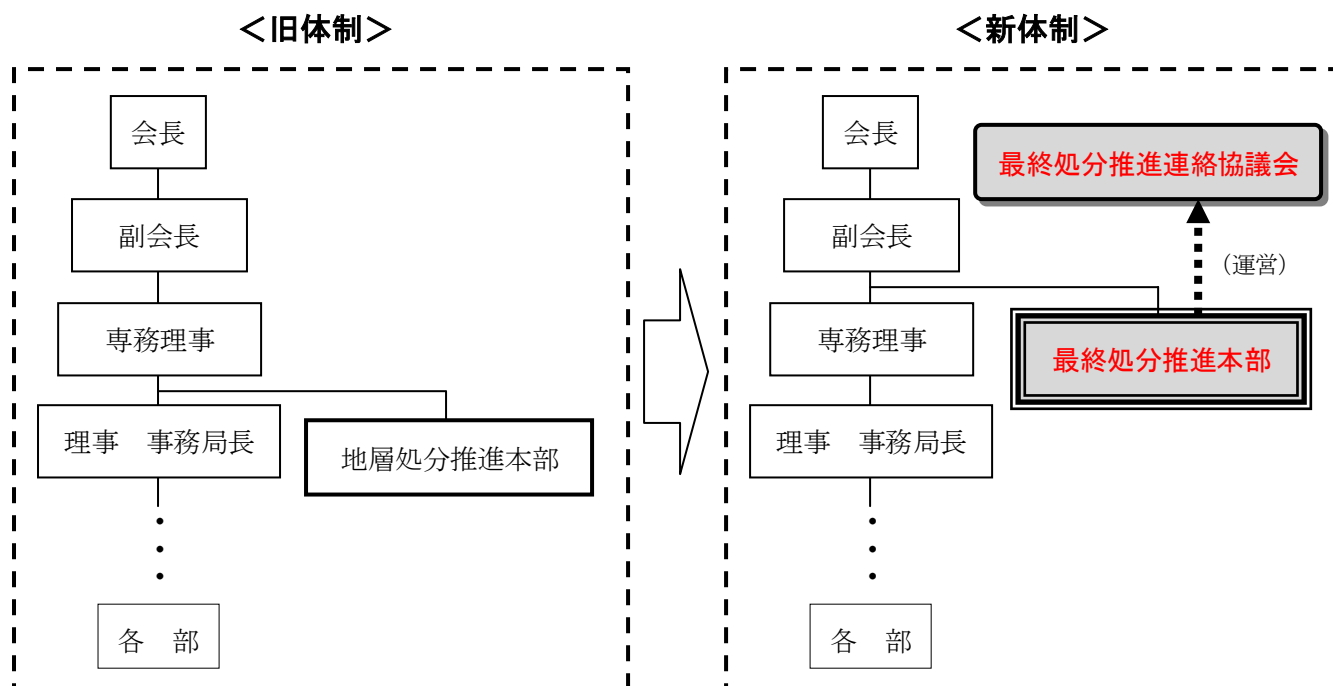 ＜旧体制＞
会長
副会長
専務理事
理事　事務局長
地層処分推進本部
各　部
＜新体制＞
会長
最終処分推進連絡協議会
副会長
（運営）
専務理事
最終処分推進本部
理事　事務局長
各　部